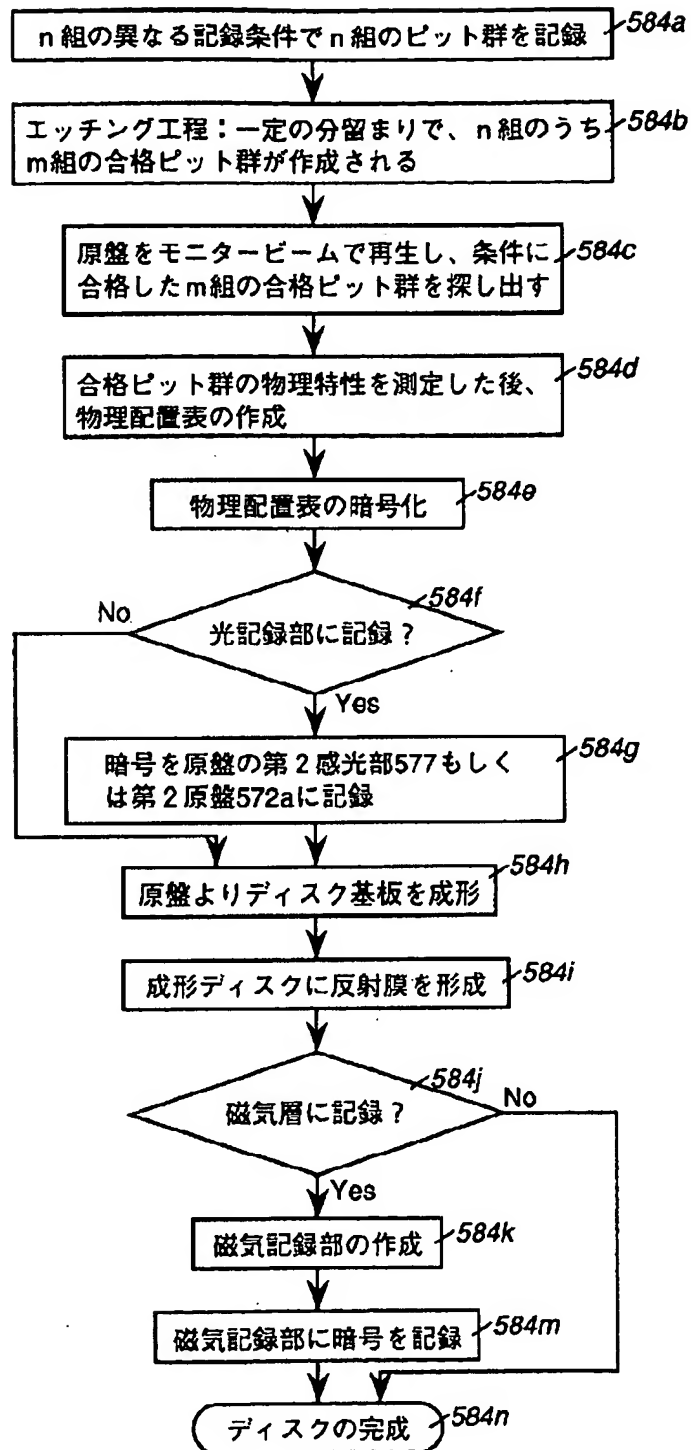 n組の異なる記録条件でn組のピット群を記録 584a
エッチング工程：一定の分留まりで、n組のうち 584b
m組の合格ピット群が作成される
原盤をモニタービームで再生し、条件に 584c
合格したm組の合格ピット群を探し出す
合格ピット群の物理特性を測定した後、 584d
物理配置表の作成
物理配置表の暗号化 584e
584f
No
光記録部に記録？
Yes
暗号を原盤の第2感光部577もしく 584g
は第2原盤572aに記録
原盤よりディスク基板を成形 584h
成形ディスクに反射膜を形成 584i
584j
磁気層に記録？ No
Yes
磁気記録部の作成 584k
磁気記録部に暗号を記録 584m
ディスクの完成 584n